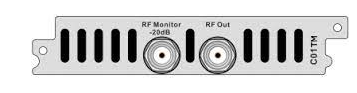 RF Monitor
-20dB
RF Out
C01TM